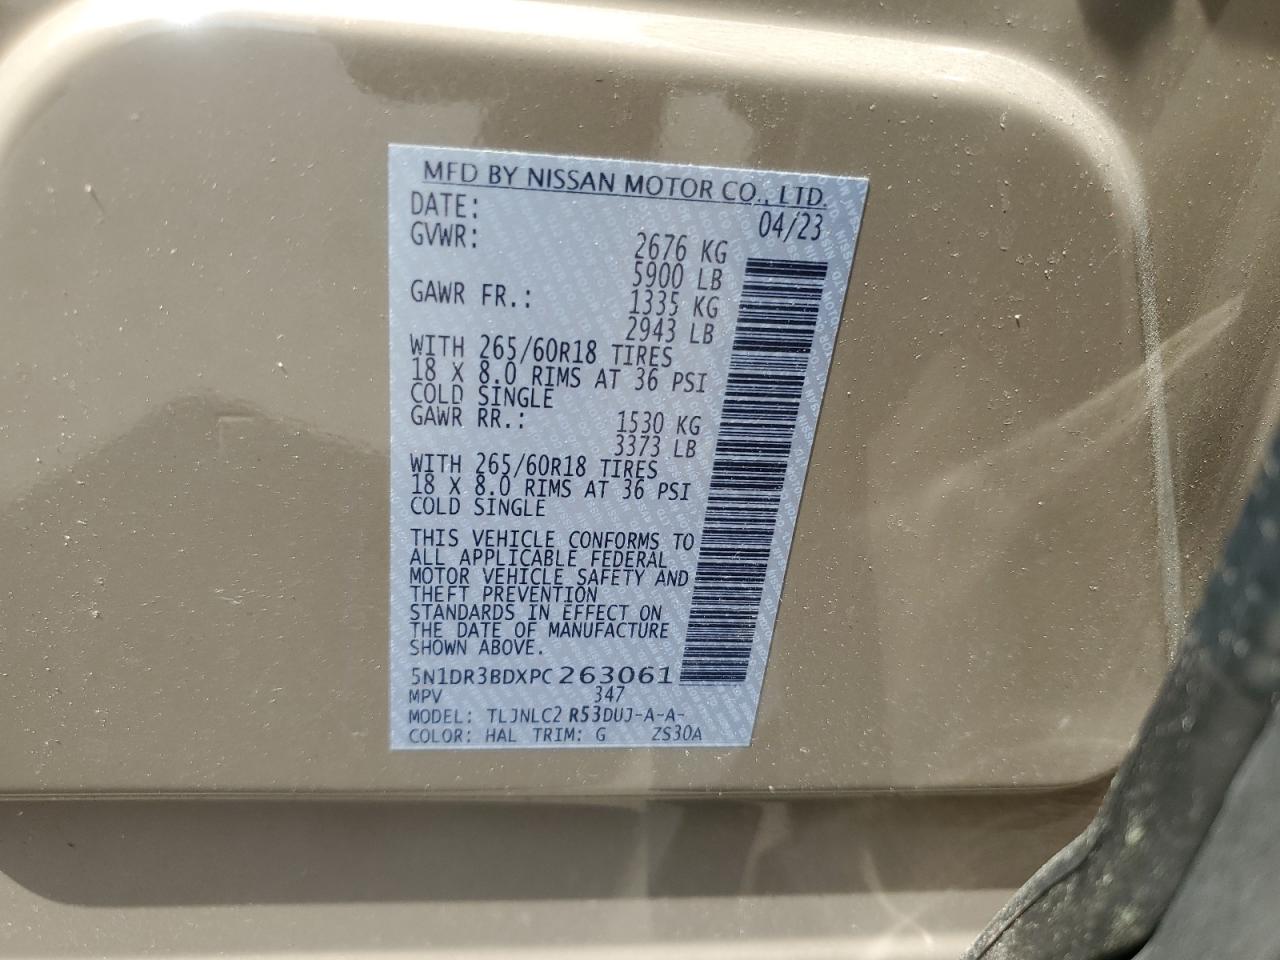 MFD BY NISSAN MOTOR CO., LTD.
DATE: 04/23
GVWR: 2676 KG
5900 LB
GAWR FR.: 1335 KG
2943 LB
WITH 265/60R18 TIRES
18 X 8.0 RIMS AT 36 PSI
COLD SINGLE
GAWR RR.: 1530 KG
3373 LB
WITH 265/60R18 TIRES
18 X 8.0 RIMS AT 36 PSI
COLD SINGLE
THIS VEHICLE CONFORMS TO
ALL APPLICABLE FEDERAL
MOTOR VEHICLE SAFETY AND
THEFT PREVENTION
STANDARDS IN EFFECT ON
THE DATE OF MANUFACTURE
SHOWN ABOVE.
5N1DR3BDXPC263061
MPV 347
MODEL: TLJNLC2 R53DUJ-A-A-
COLOR: HAL TRIM: G ZS30A